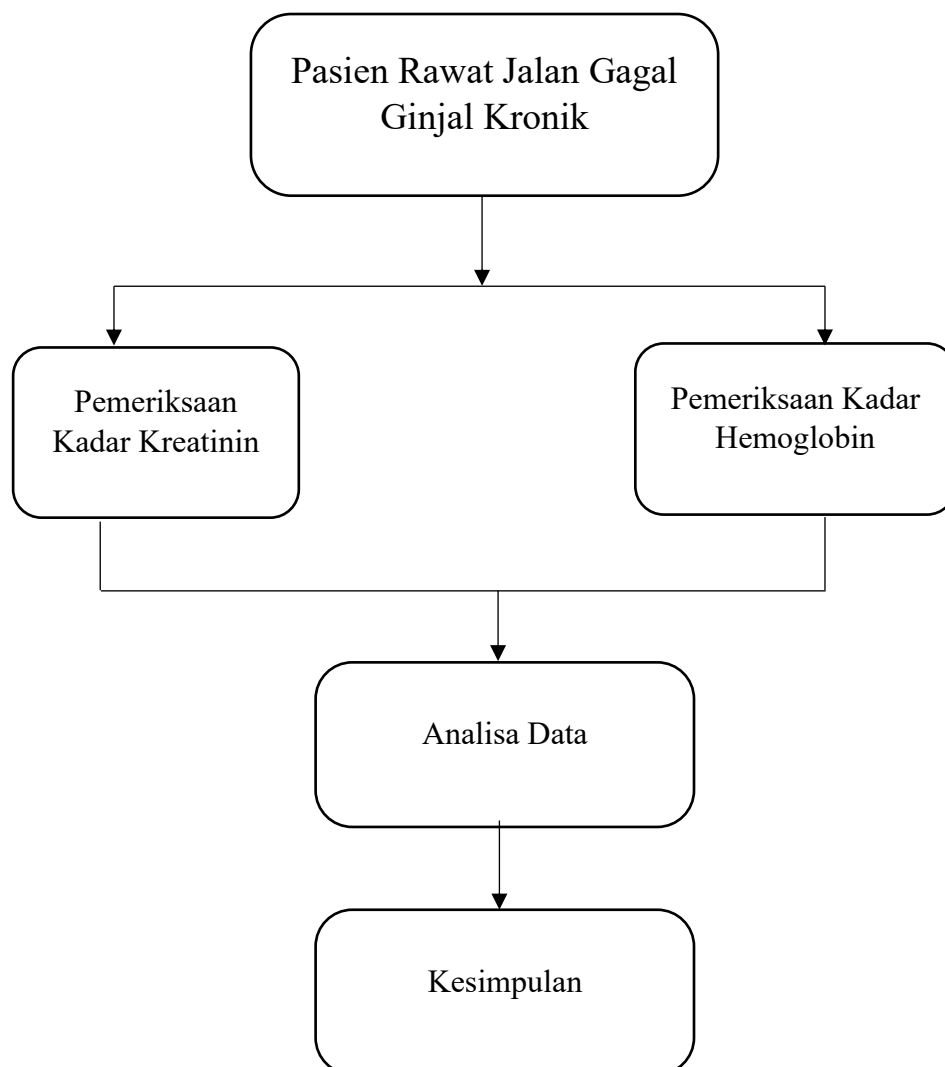 Pasien Rawat Jalan Gagal
Ginjal Kronik
Pemeriksaan
Kadar Kreatinin
Pemeriksaan Kadar
Hemoglobin
Analisa Data
Kesimpulan